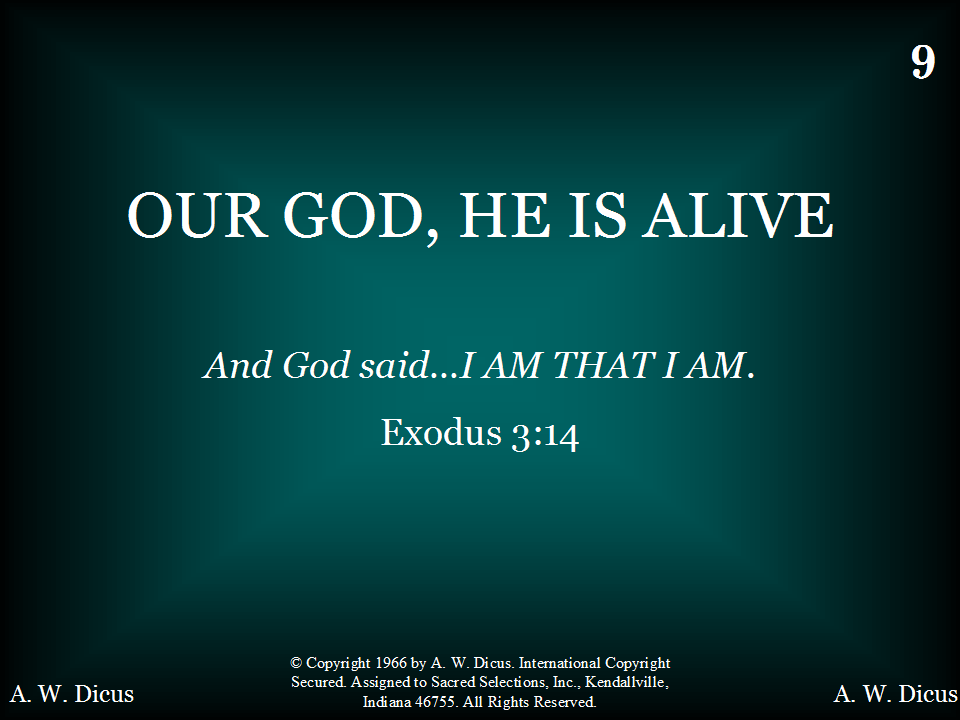 9
OUR GOD, HE IS ALIVE
And God said...I AM THAT I AM.
Exodus 3:14
© Copyright 1966 by A. W. Dicus. International Copyright
Secured. Assigned to Sacred Selections, Inc., Kendallville,
Indiana 46755. All Rights Reserved.
A. W. Dicus
A. W. Dicus